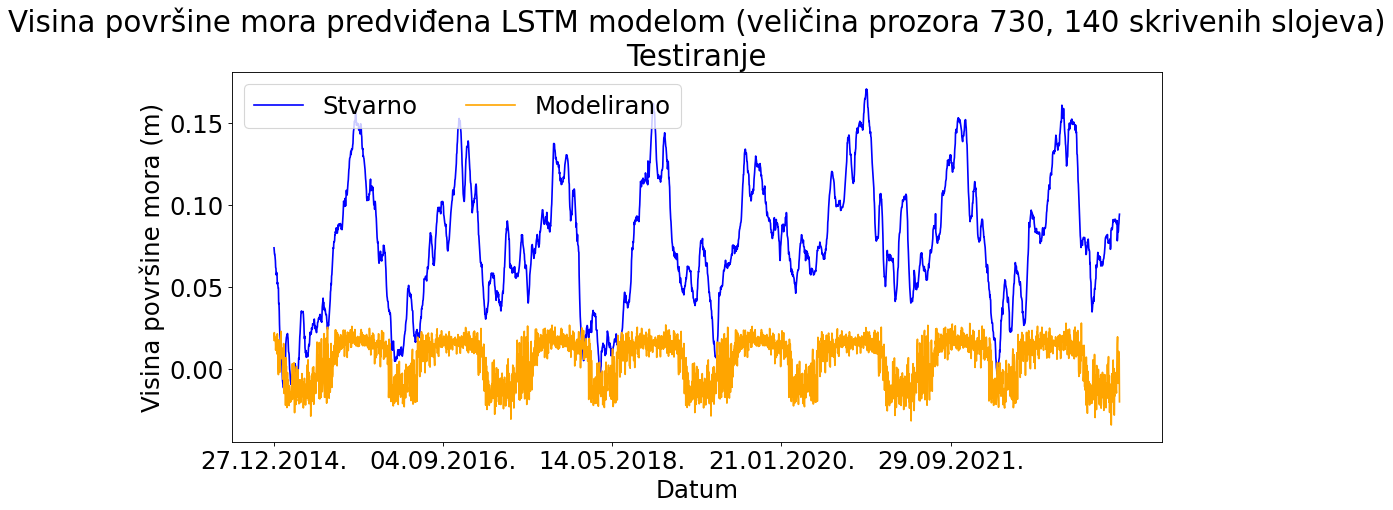 Visina površine mora predviđena LSTM modelom (veličina prozora 730, 140 skrivenih slojeva)
Testiranje
Stvarno Modelirano
Visina površine mora (m)
0.15
0.10
0.05
0.00
27.12.2014. 04.09.2016. 14.05.2018. 21.01.2020. 29.09.2021.
Datum